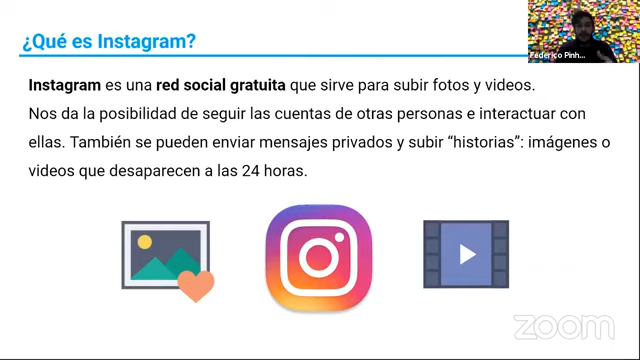 ¿Qué es Instagram?
Federico Pinh...
Instagram es una red social gratuita que sirve para subir fotos y videos.
Nos da la posibilidad de seguir las cuentas de otras personas e interactuar con
ellas. También se pueden enviar mensajes privados y subir “historias”: imágenes o
videos que desaparecen a las 24 horas.
zoom